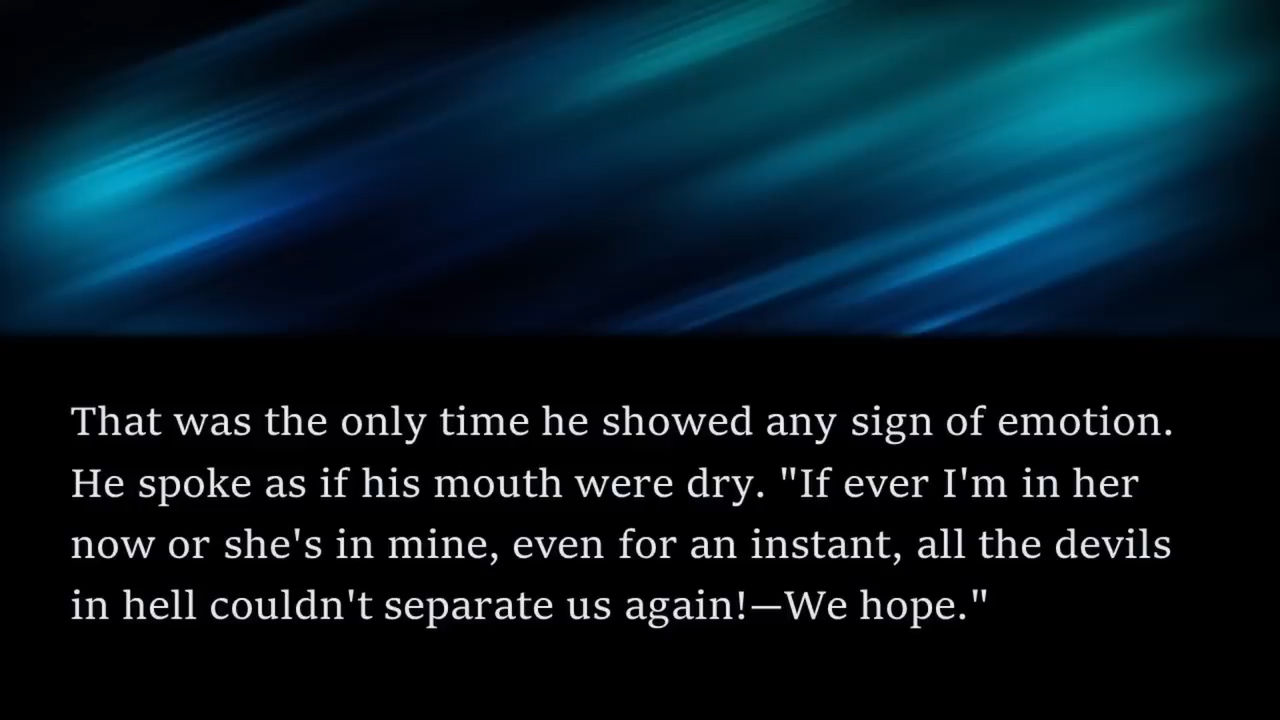 That was the only time he showed any sign of emotion.
He spoke as if his mouth were dry. "If ever I'm in her
now or she's in mine, even for an instant, all the devils
in hell couldn't separate us again!—We hope."